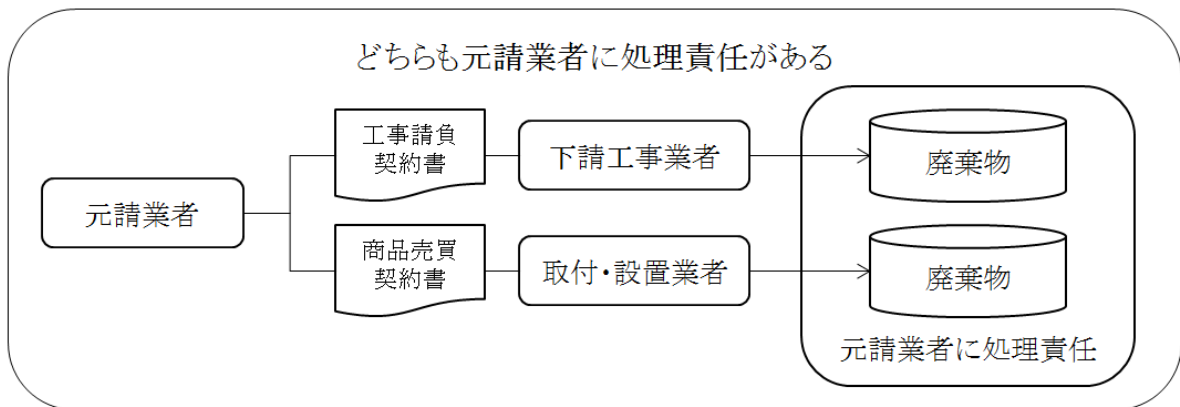 どちらも元請業者に処理責任がある
元請業者
工事請負
契約書
下請工事業者
廃棄物
商品売買
契約書
取付・設置業者
廃棄物
元請業者に処理責任